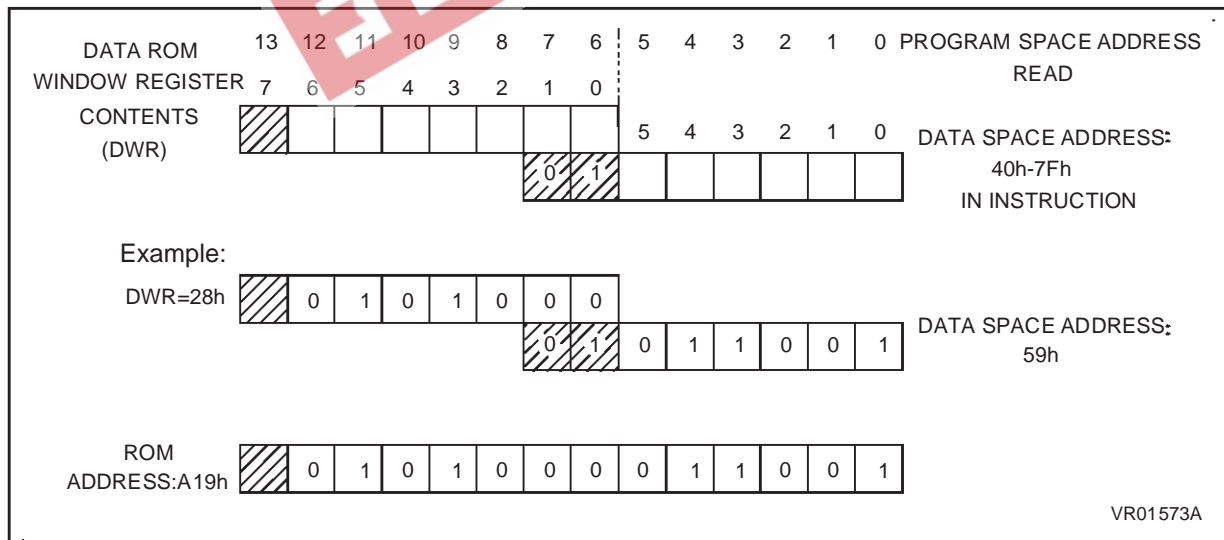 13 12 11 10 9 8 7 6 5 4 3 2 1 0 PROGRAM SPACE ADDRESS
READ
DATA ROM
WINDOW REGISTER 7 6 5 4 3 2 1 0
CONTENTS
(DWR)
5 4 3 2 1 0
DATA SPACE ADDRESS:
40h-7Fh
IN INSTRUCTION
0 1
Example:
DWR=28h 0 1 0 1 0 0 0
0 1 0 1 1 0 0 1
DATA SPACE ADDRESS:
59h
ROM
ADDRESS:A19h 0 1 0 1 0 0 0 0 1 1 0 0 1
VR01573A